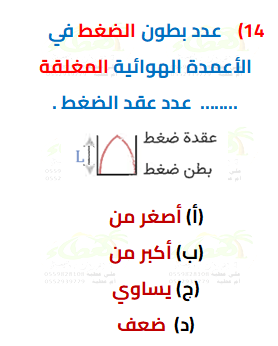 14) عدد بطون الضغط في
الأعمدة الهوائية المغلقة
........ عدد عقد الضغط .
عقدة ضغط
L
بطن ضغط
(أ) أصغر من
(ب) أكبر من
(ج) يساوي
(د) ضعف